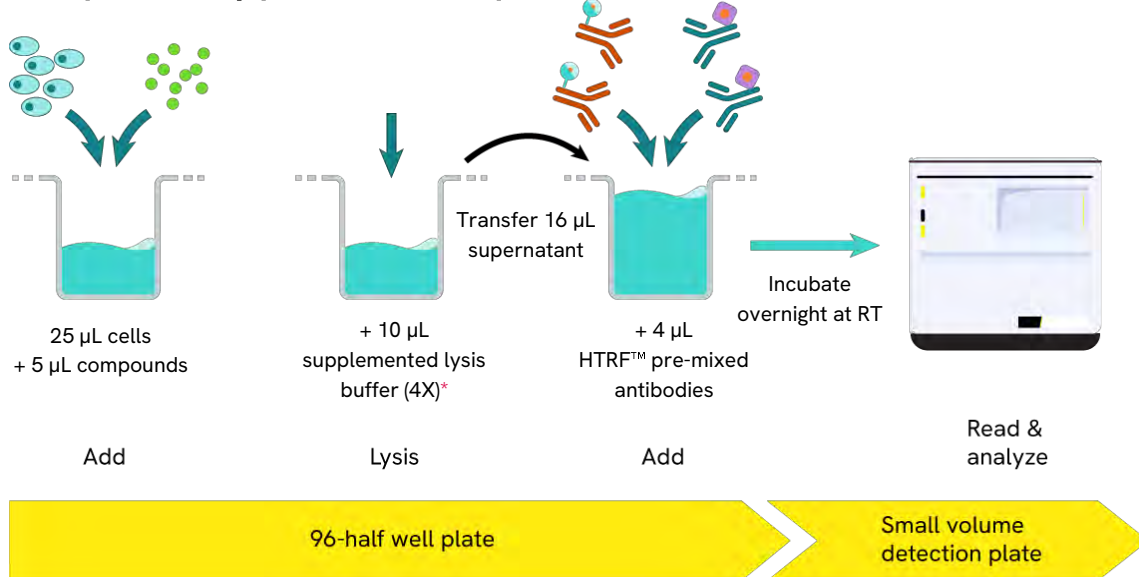 25 µL cells
+ 5 µL compounds
+ 10 µL
supplemented lysis
buffer (4X)*
Transfer 16 µL
supernatant
+ 4 µL
HTRF™ pre-mixed
antibodies
Incubate
overnight at RT
Add
Lysis
Add
Read &
analyze
96-half well plate
Small volume
detection plate